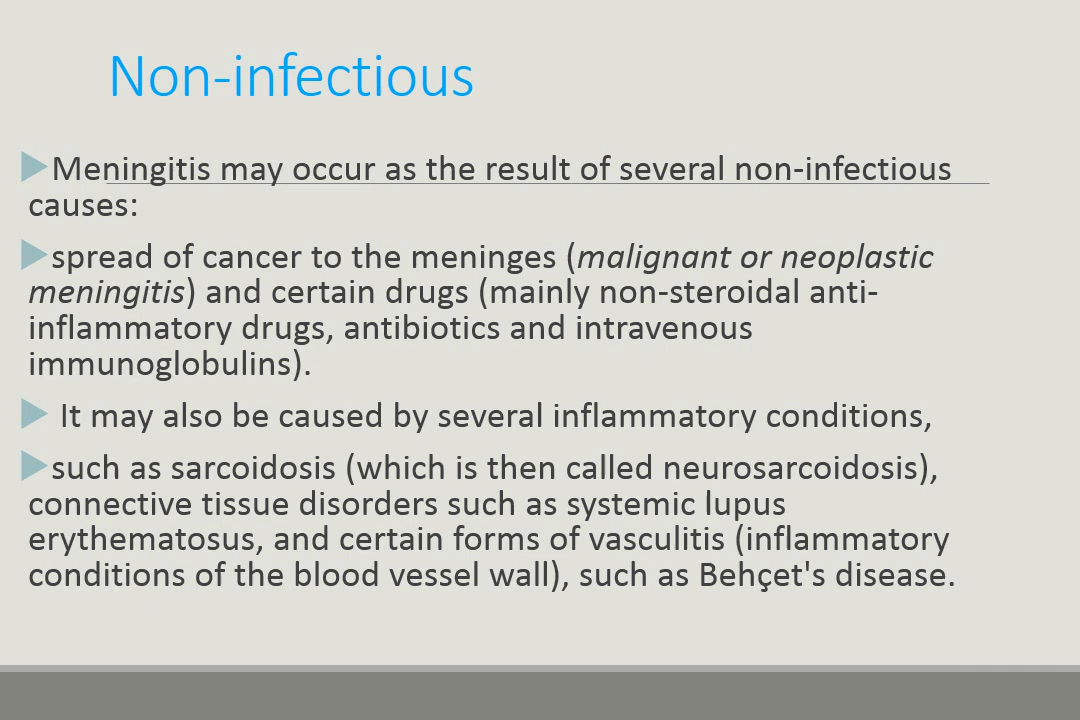 Non-infectious
Meningitis may occur as the result of several non-infectious
causes:
spread of cancer to the meninges (malignant or neoplastic
meningitis) and certain drugs (mainly non-steroidal anti-
inflammatory drugs, antibiotics and intravenous
immunoglobulins).
It may also be caused by several inflammatory conditions,
such as sarcoidosis (which is then called neurosarcoidosis),
connective tissue disorders such as systemic lupus
erythematosus, and certain forms of vasculitis (inflammatory
conditions of the blood vessel wall), such as Behçet's disease.